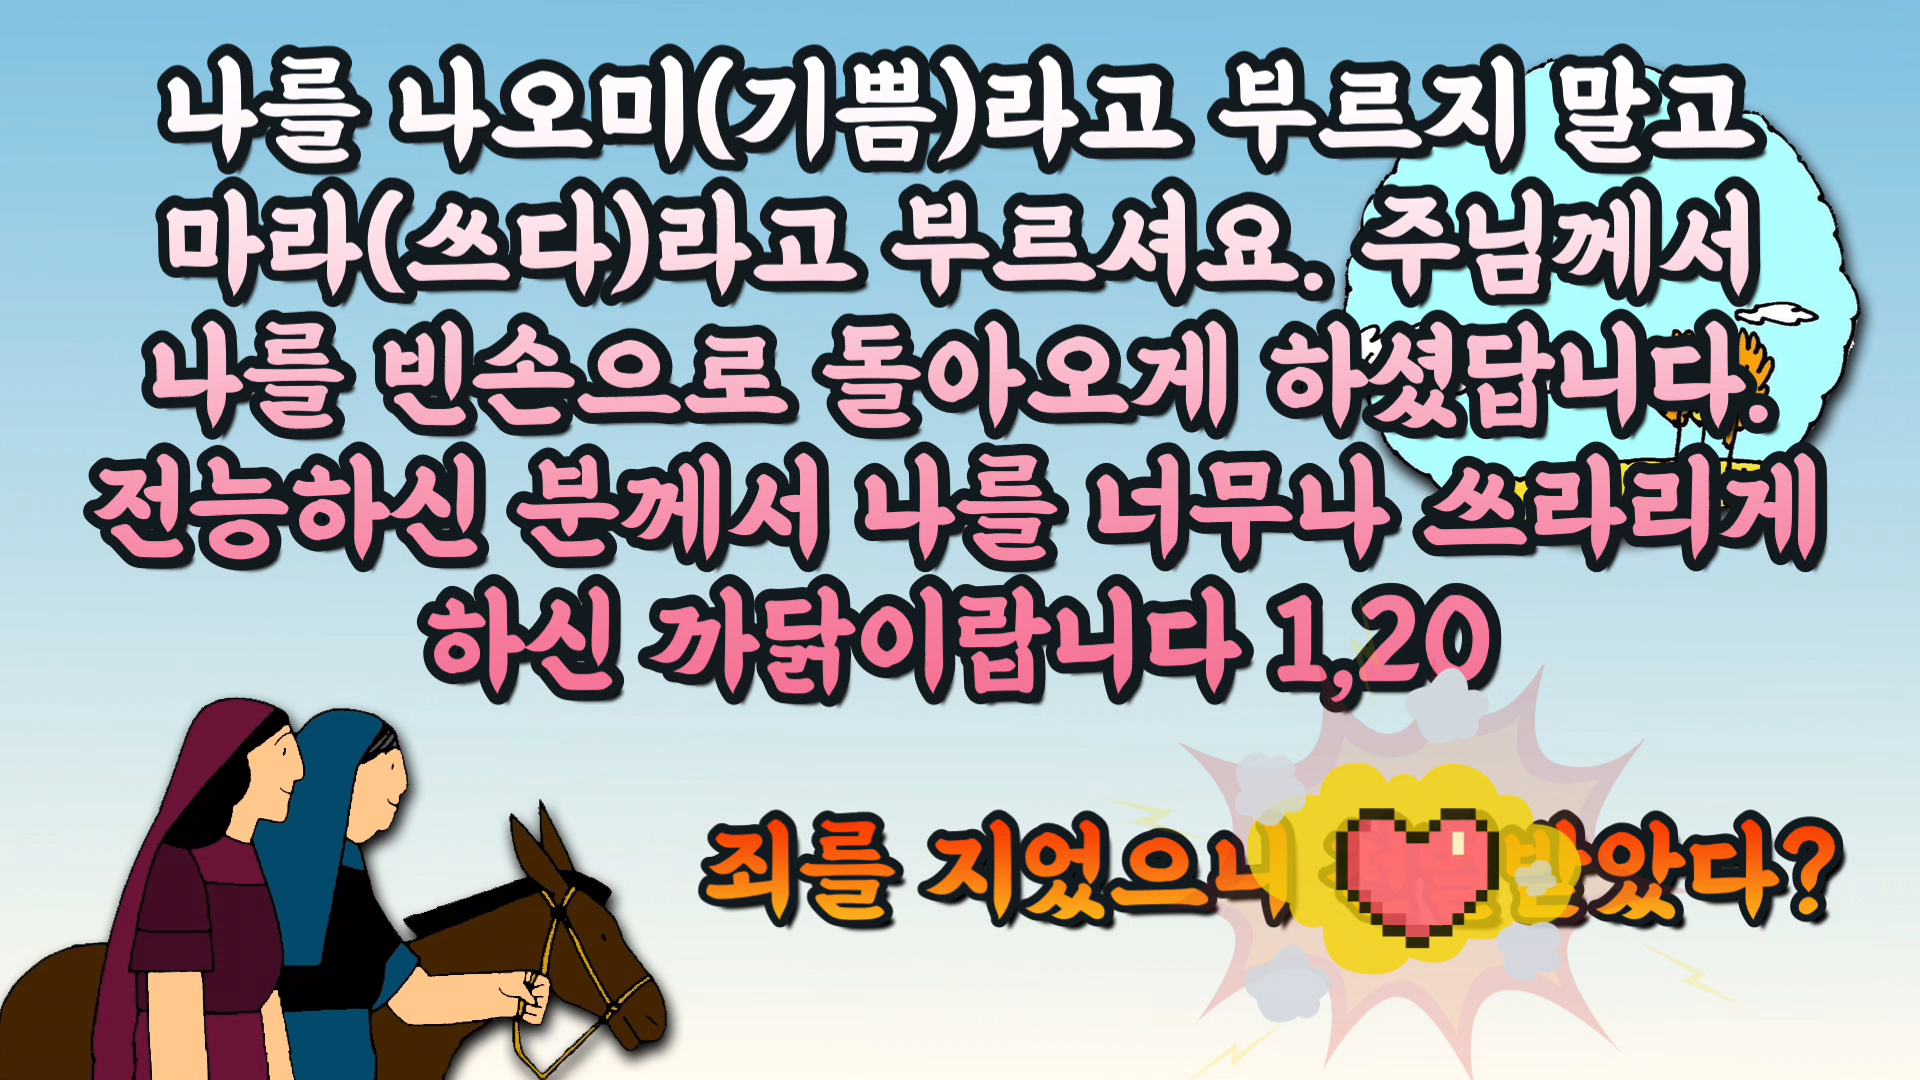 나를 나오미(기쁨)라고 부르지 말고
마라(쓰다)라고 부르셔요. 주님께서
나를 빈손으로 돌아오게 하셨답니다.
전능하신 분께서 나를 너무나 쓰라리게
하신 까닭이랍니다 1,20
죄를 지었으니 받았다?